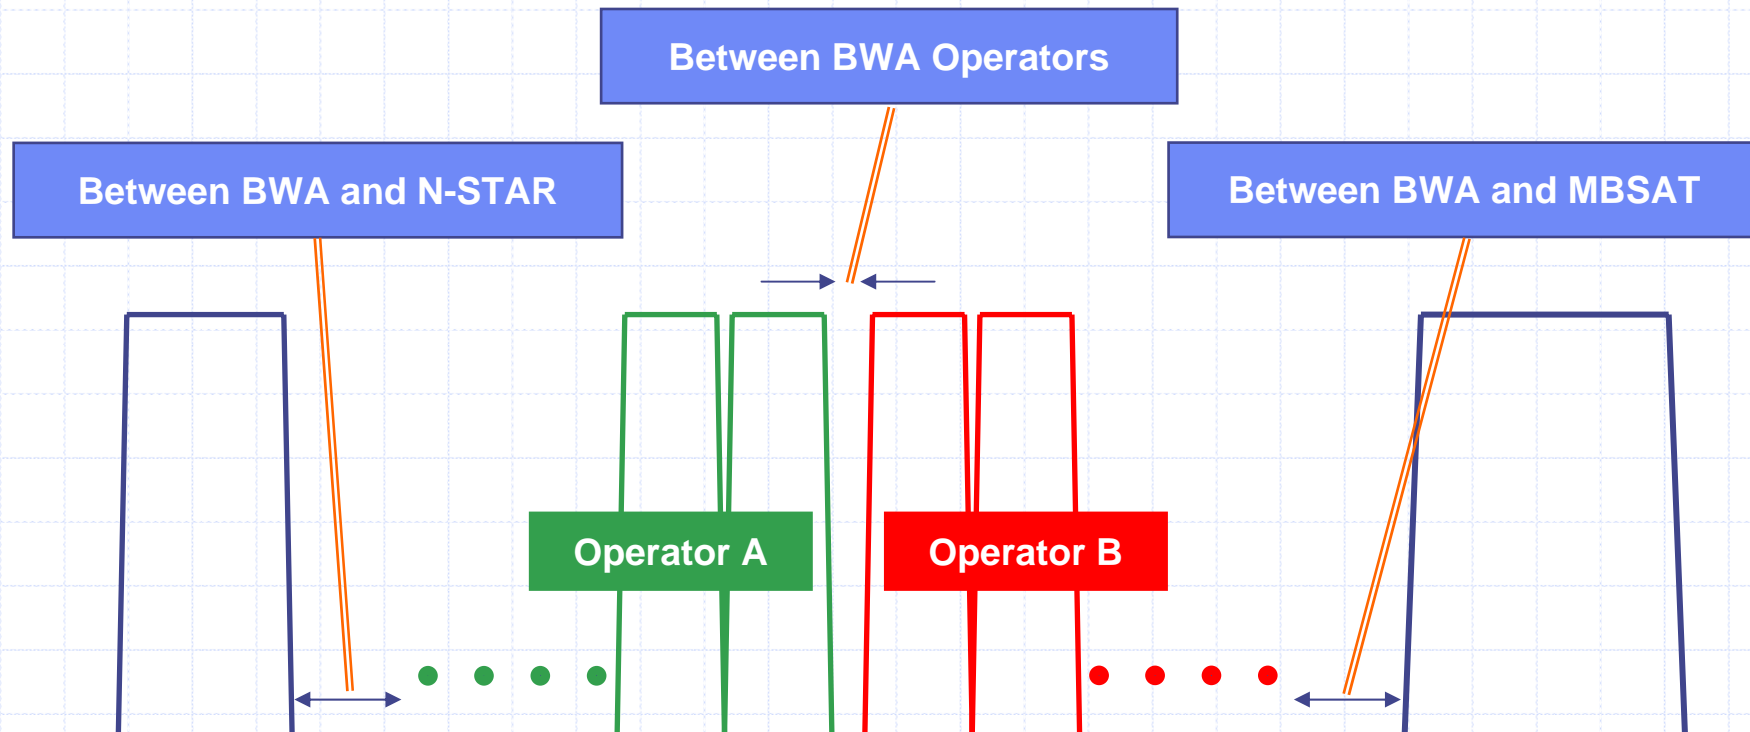 Between BWA Operators
Between BWA and N-STAR
Between BWA and MBSAT
Operator A
Operator B